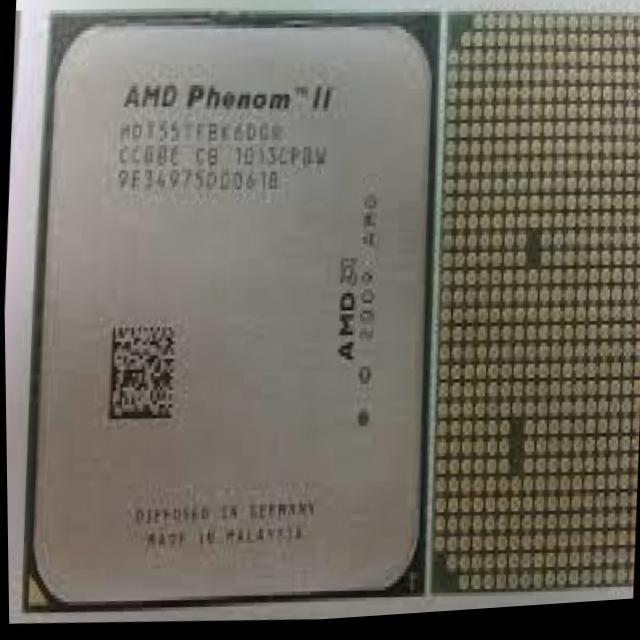 AMD Phenom™ II
HDT55TFBK6DGR
CCBBE CB 1013CPBW
9E34975D00618
AMD
© 2009 AMD
DIFFUSED IN GERMANY
MADE IN MALAYSIA